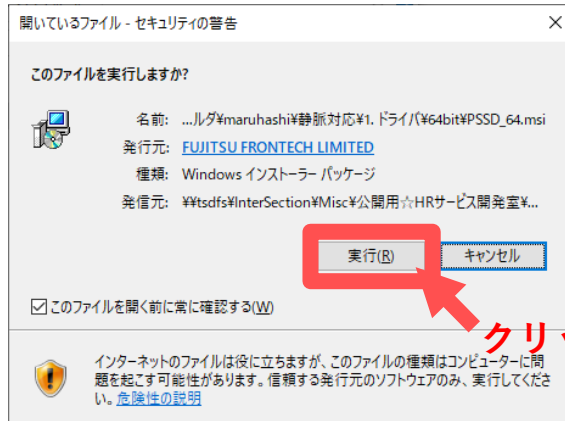 開いているファイル - セキュリティの警告
このファイルを実行しますか?
名前: ...ルダ¥maruhashi¥静脈対応¥1. ドライバ¥64bit¥PSSD_64.msi
発行元: FUJITSU FRONTECH LIMITED
種類: Windows インストーラー パッケージ
発信元: ¥¥tsdfs¥InterSection¥Misc¥公開用☆HRサービス開発室¥...
実行(R) キャンセル
このファイルを開く前に常に確認する(W)
クリッ
インターネットのファイルは役に立ちますが、このファイルの種類はコンピューターに問
題を起こす可能性があります。信頼する発行元のソフトウェアのみ、実行してくださ
い。危険性の説明